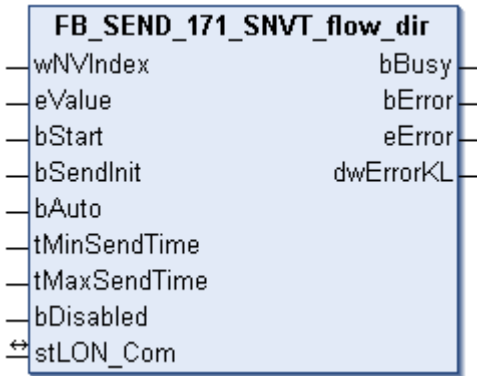 FB_SEND_171_SNVT_flow_dir
wNVIndex bBusy
eValue bError
bStart eError
bSendInit dwErrorKL
bAuto
tMinSendTime
tMaxSendTime
bDisabled
stLON_Com